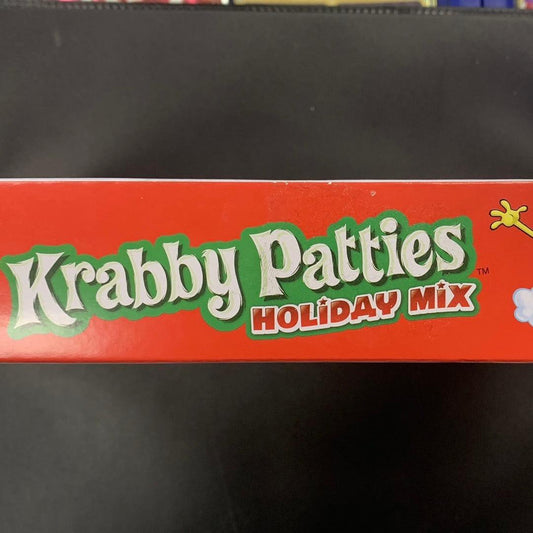 Krabby Patties™
HOLiDAY MiX